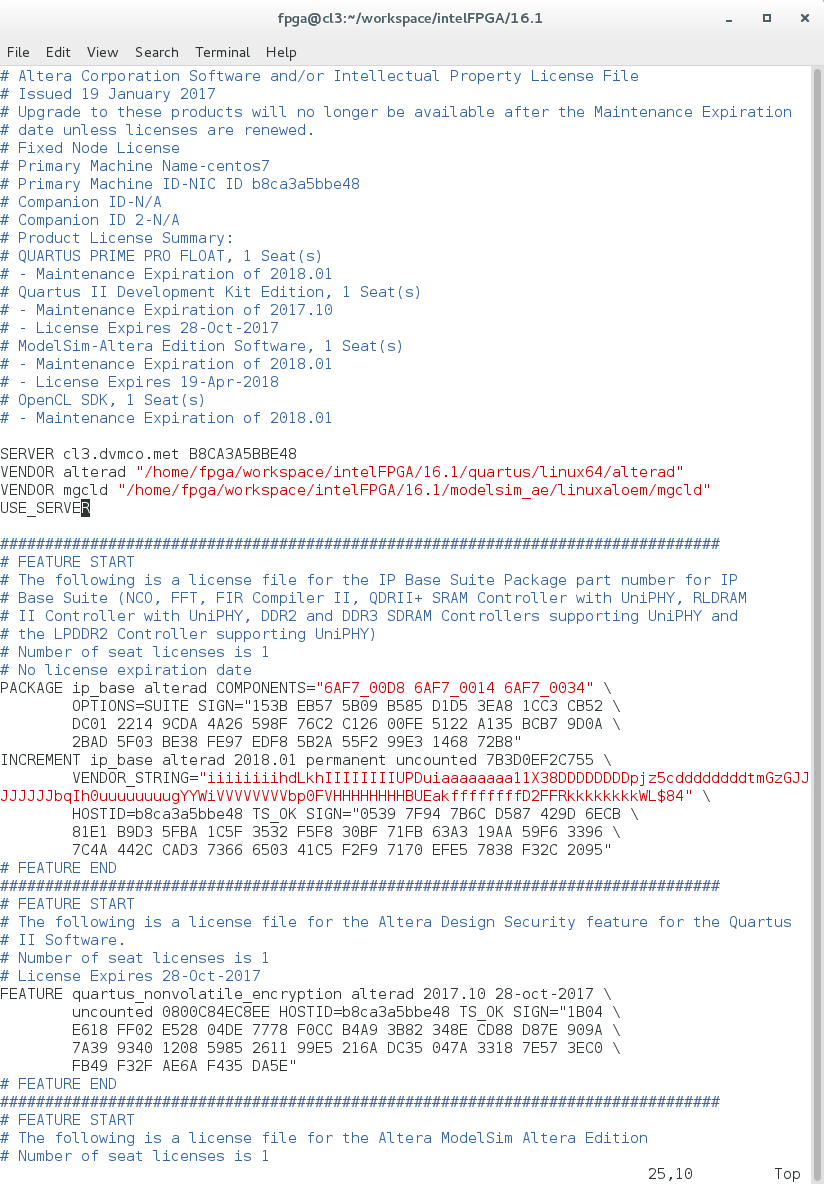 fpga@cl3:~/workspace/intelFPGA/16.1
File Edit View Search Terminal Help
# Altera Corporation Software and/or Intellectual Property License File
# Issued 19 January 2017
# Upgrade to these products will no longer be available after the Maintenance Expiration
# date unless licenses are renewed.
# Fixed Node License
# Primary Machine Name-centos7
# Primary Machine ID-NIC ID b8ca3a5bbe48
# Companion ID-N/A
# Companion ID 2-N/A
# Product License Summary:
# QUARTUS PRIME PRO FLOAT, 1 Seat(s)
# - Maintenance Expiration of 2018.01
# Quartus II Development Kit Edition, 1 Seat(s)
# - Maintenance Expiration of 2017.10
# - License Expires 28-Oct-2017
# ModelSim-Altera Edition Software, 1 Seat(s)
# - Maintenance Expiration of 2018.01
# - License Expires 19-Apr-2018
# OpenCL SDK, 1 Seat(s)
# - Maintenance Expiration of 2018.01
SERVER cl3.dvmco.met B8CA3A5BBE48
VENDOR alterad "/home/fpga/workspace/intelFPGA/16.1/quartus/linux64/alterad"
VENDOR mgcld "/home/fpga/workspace/intelFPGA/16.1/modelsim_ae/linuxaloem/mgcld"
USE_SERVER
################################################################################
# FEATURE START
# The following is a license file for the IP Base Suite Package part number for IP
# Base Suite (NCO, FFT, FIR Compiler II, QDRII+ SRAM Controller with UniPHY, RLDRAM
# II Controller with UniPHY, DDR2 and DDR3 SDRAM Controllers supporting UniPHY and
# the LPDDR2 Controller supporting UniPHY)
# Number of seat licenses is 1
# No license expiration date
PACKAGE ip_base alterad COMPONENTS="6AF7_00D8 6AF7_0014 6AF7_0034" \
OPTIONS=SUITE SIGN="153B EB57 5B09 B585 D1D5 3EA8 1CC3 CB52 \
DC01 2214 9CDA 4A26 598F 76C2 C126 00FE 5122 A135 BCB7 9D0A \
2BAD 5F03 BE38 FE97 EDF8 5B2A 55F2 99E3 1468 72B8"
INCREMENT ip_base alterad 2018.01 permanent uncounted 7B3D0EF2C755 \
VENDOR_STRING="iiiiiiiihdLkhIIIIIIIIUPDuiaaaaaaaa11X38DDDDDDDDpjz5cddddddddtmGzGJJ
JJJJJJbqIh0uuuuuuuugYYWiVVVVVVVVbp0FVHHHHHHHHBUEakffffffffD2FFRkkkkkkkkWL$84" \
HOSTID=b8ca3a5bbe48 TS_OK SIGN="0539 7F94 7B6C D587 429D 6ECB \
81E1 B9D3 5FBA 1C5F 3532 F5F8 30BF 71FB 63A3 19AA 59F6 3396 \
7C4A 442C CAD3 7366 6503 41C5 F2F9 7170 EFE5 7838 F32C 2095"
# FEATURE END
################################################################################
# FEATURE START
# The following is a license file for the Altera Design Security feature for the Quartus
# II Software.
# Number of seat licenses is 1
# License Expires 28-Oct-2017
FEATURE quartus_nonvolatile_encryption alterad 2017.10 28-oct-2017 \
uncounted 0800C84EC8EE HOSTID=b8ca3a5bbe48 TS_OK SIGN="1B04 \
E618 FF02 E528 04DE 7778 F0CC B4A9 3B82 348E CD88 D87E 909A \
7A39 9340 1208 5985 2611 99E5 216A DC35 047A 3318 7E57 3EC0 \
FB49 F32F AE6A F435 DA5E"
# FEATURE END
################################################################################
# FEATURE START
# The following is a license file for the Altera ModelSim Altera Edition
# Number of seat licenses is 1
25,10 Top